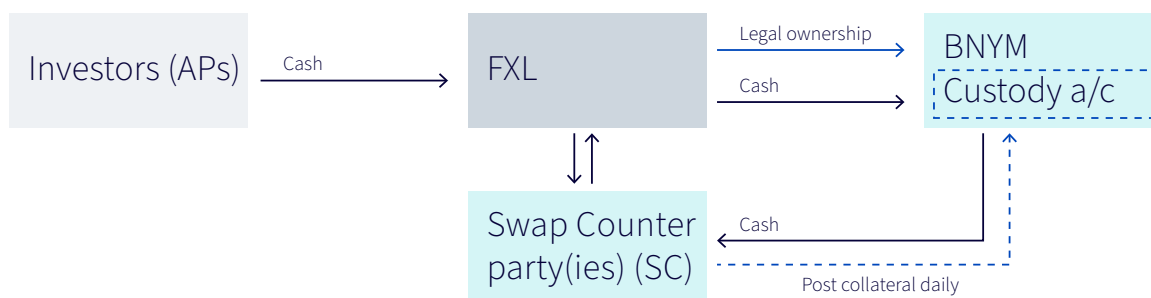 Investors (APs)
Cash
FXL
Legal ownership
Cash
BNYM
Custody a/c
Swap Counter
party(ies) (SC)
Cash
Post collateral daily